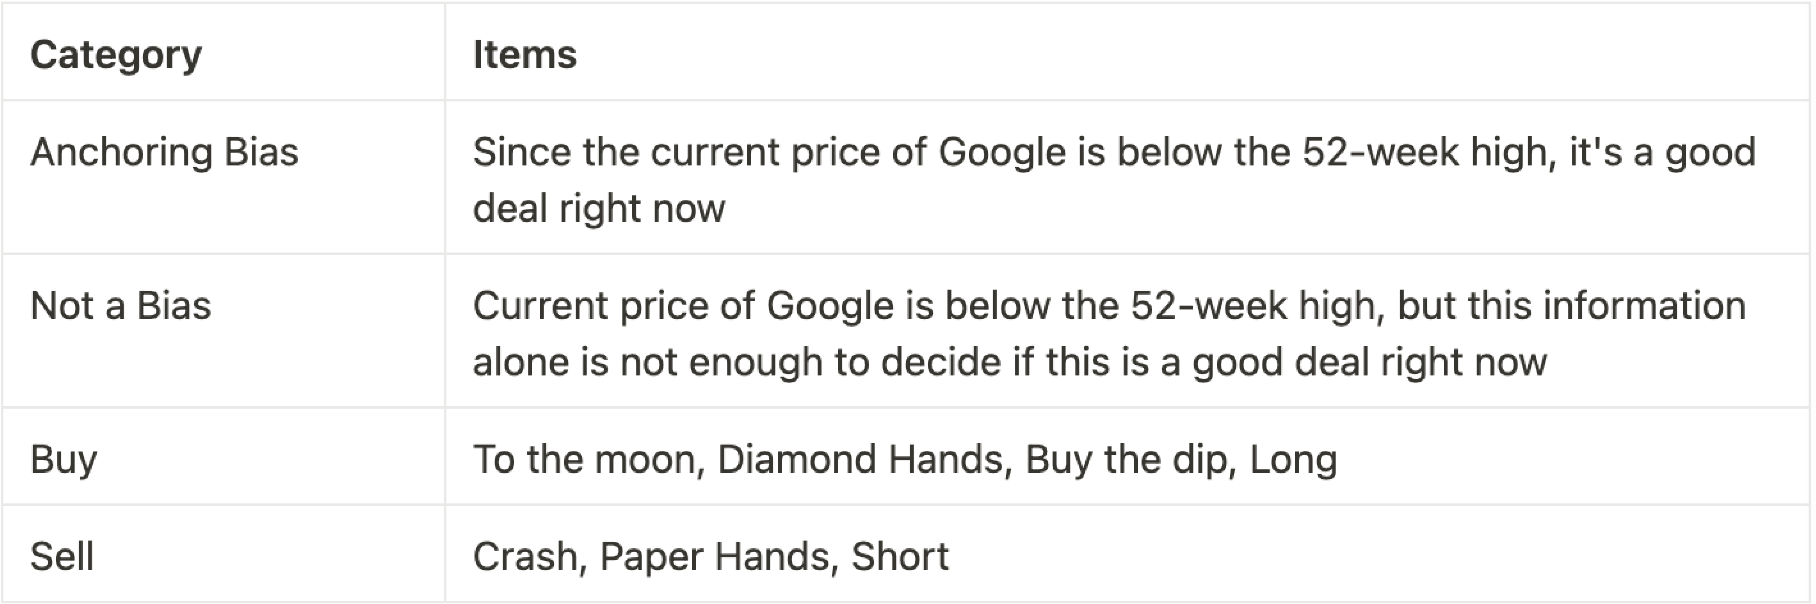 Category Items
Anchoring Bias Since the current price of Google is below the 52-week high, it's a good
deal right now
Not a Bias Current price of Google is below the 52-week high, but this information
alone is not enough to decide if this is a good deal right now
Buy To the moon, Diamond Hands, Buy the dip, Long
Sell Crash, Paper Hands, Short